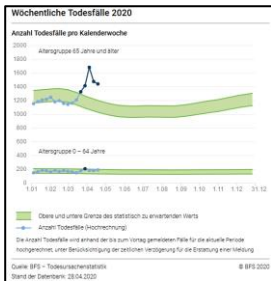 Wöchentliche Todesfälle 2020
Anzahl Todesfälle pro Kalenderwoche
2000
Altersgruppe 65 Jahre und älter
1800
1600
1400
1200
1000
800
600
400
Altersgruppe 0 – 64 Jahre
200
0
1.01 1.02 1.03 1.04 1.05 1.06 1.07 1.08 1.09 1.10 1.11 1.12 31.12
Obere und untere Grenze des statistisch zu erwartenden Werts
Anzahl Todesfälle (Hochrechnung)
Die Anzahl Todesfälle wird anhand der bis zum Vortag gemeldeten Fälle für die aktuelle Periode
hochgerechnet, unter Berücksichtigung der zeitlichen Verzögerung für die Erstattung einer Meldung
Quelle: BFS – Todesursachenstatistik © BFS 2020
Stand der Datenbank: 28.04.2020